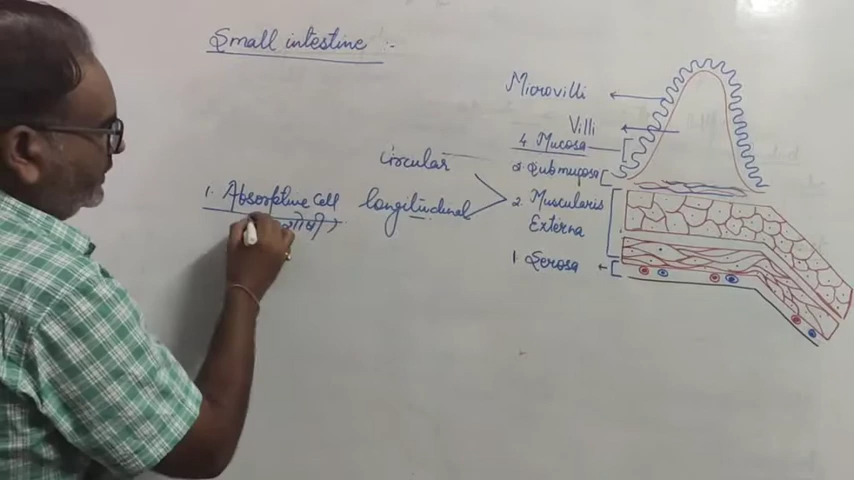 Small intestine :-
Microvilli
Villi
4 Mucosa
3 Submucosa
2. Muscularis
Externa
1 Serosa
circular
longitudinal
1. Absorptive Cell